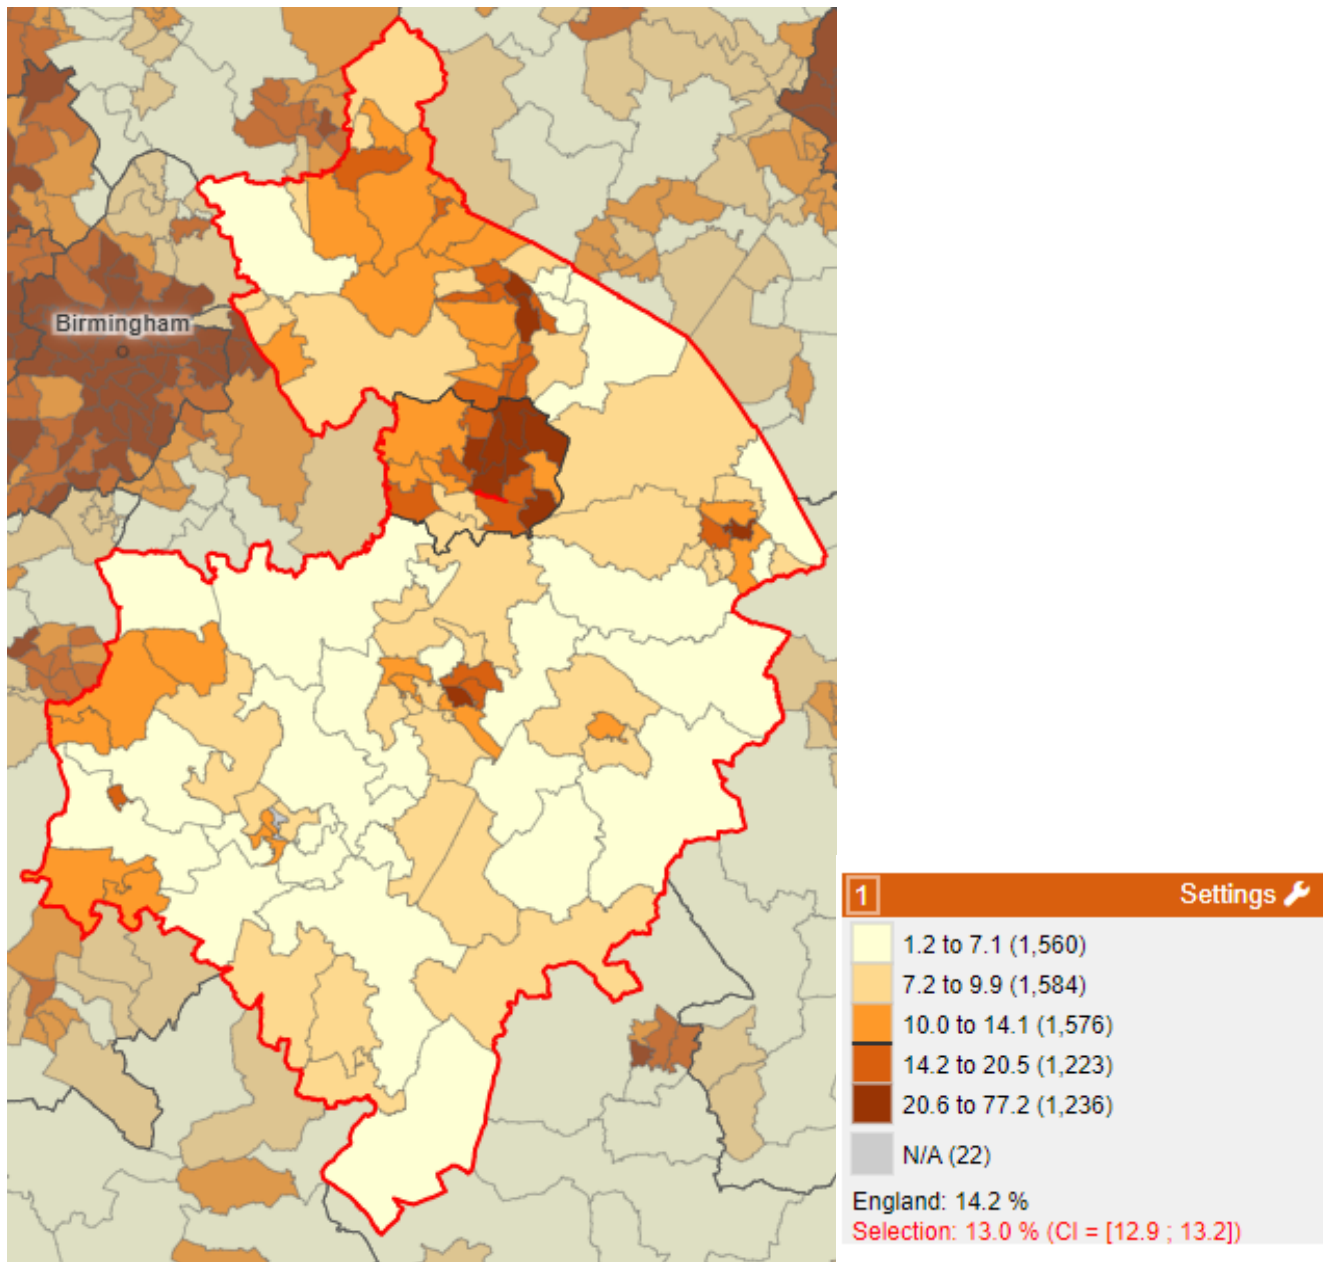 Birmingham
1 Settings
1.2 to 7.1 (1,560)
7.2 to 9.9 (1,584)
10.0 to 14.1 (1,576)
14.2 to 20.5 (1,223)
20.6 to 77.2 (1,236)
N/A (22)
England: 14.2 %
Selection: 13.0 % (CI = [12.9 ; 13.2])